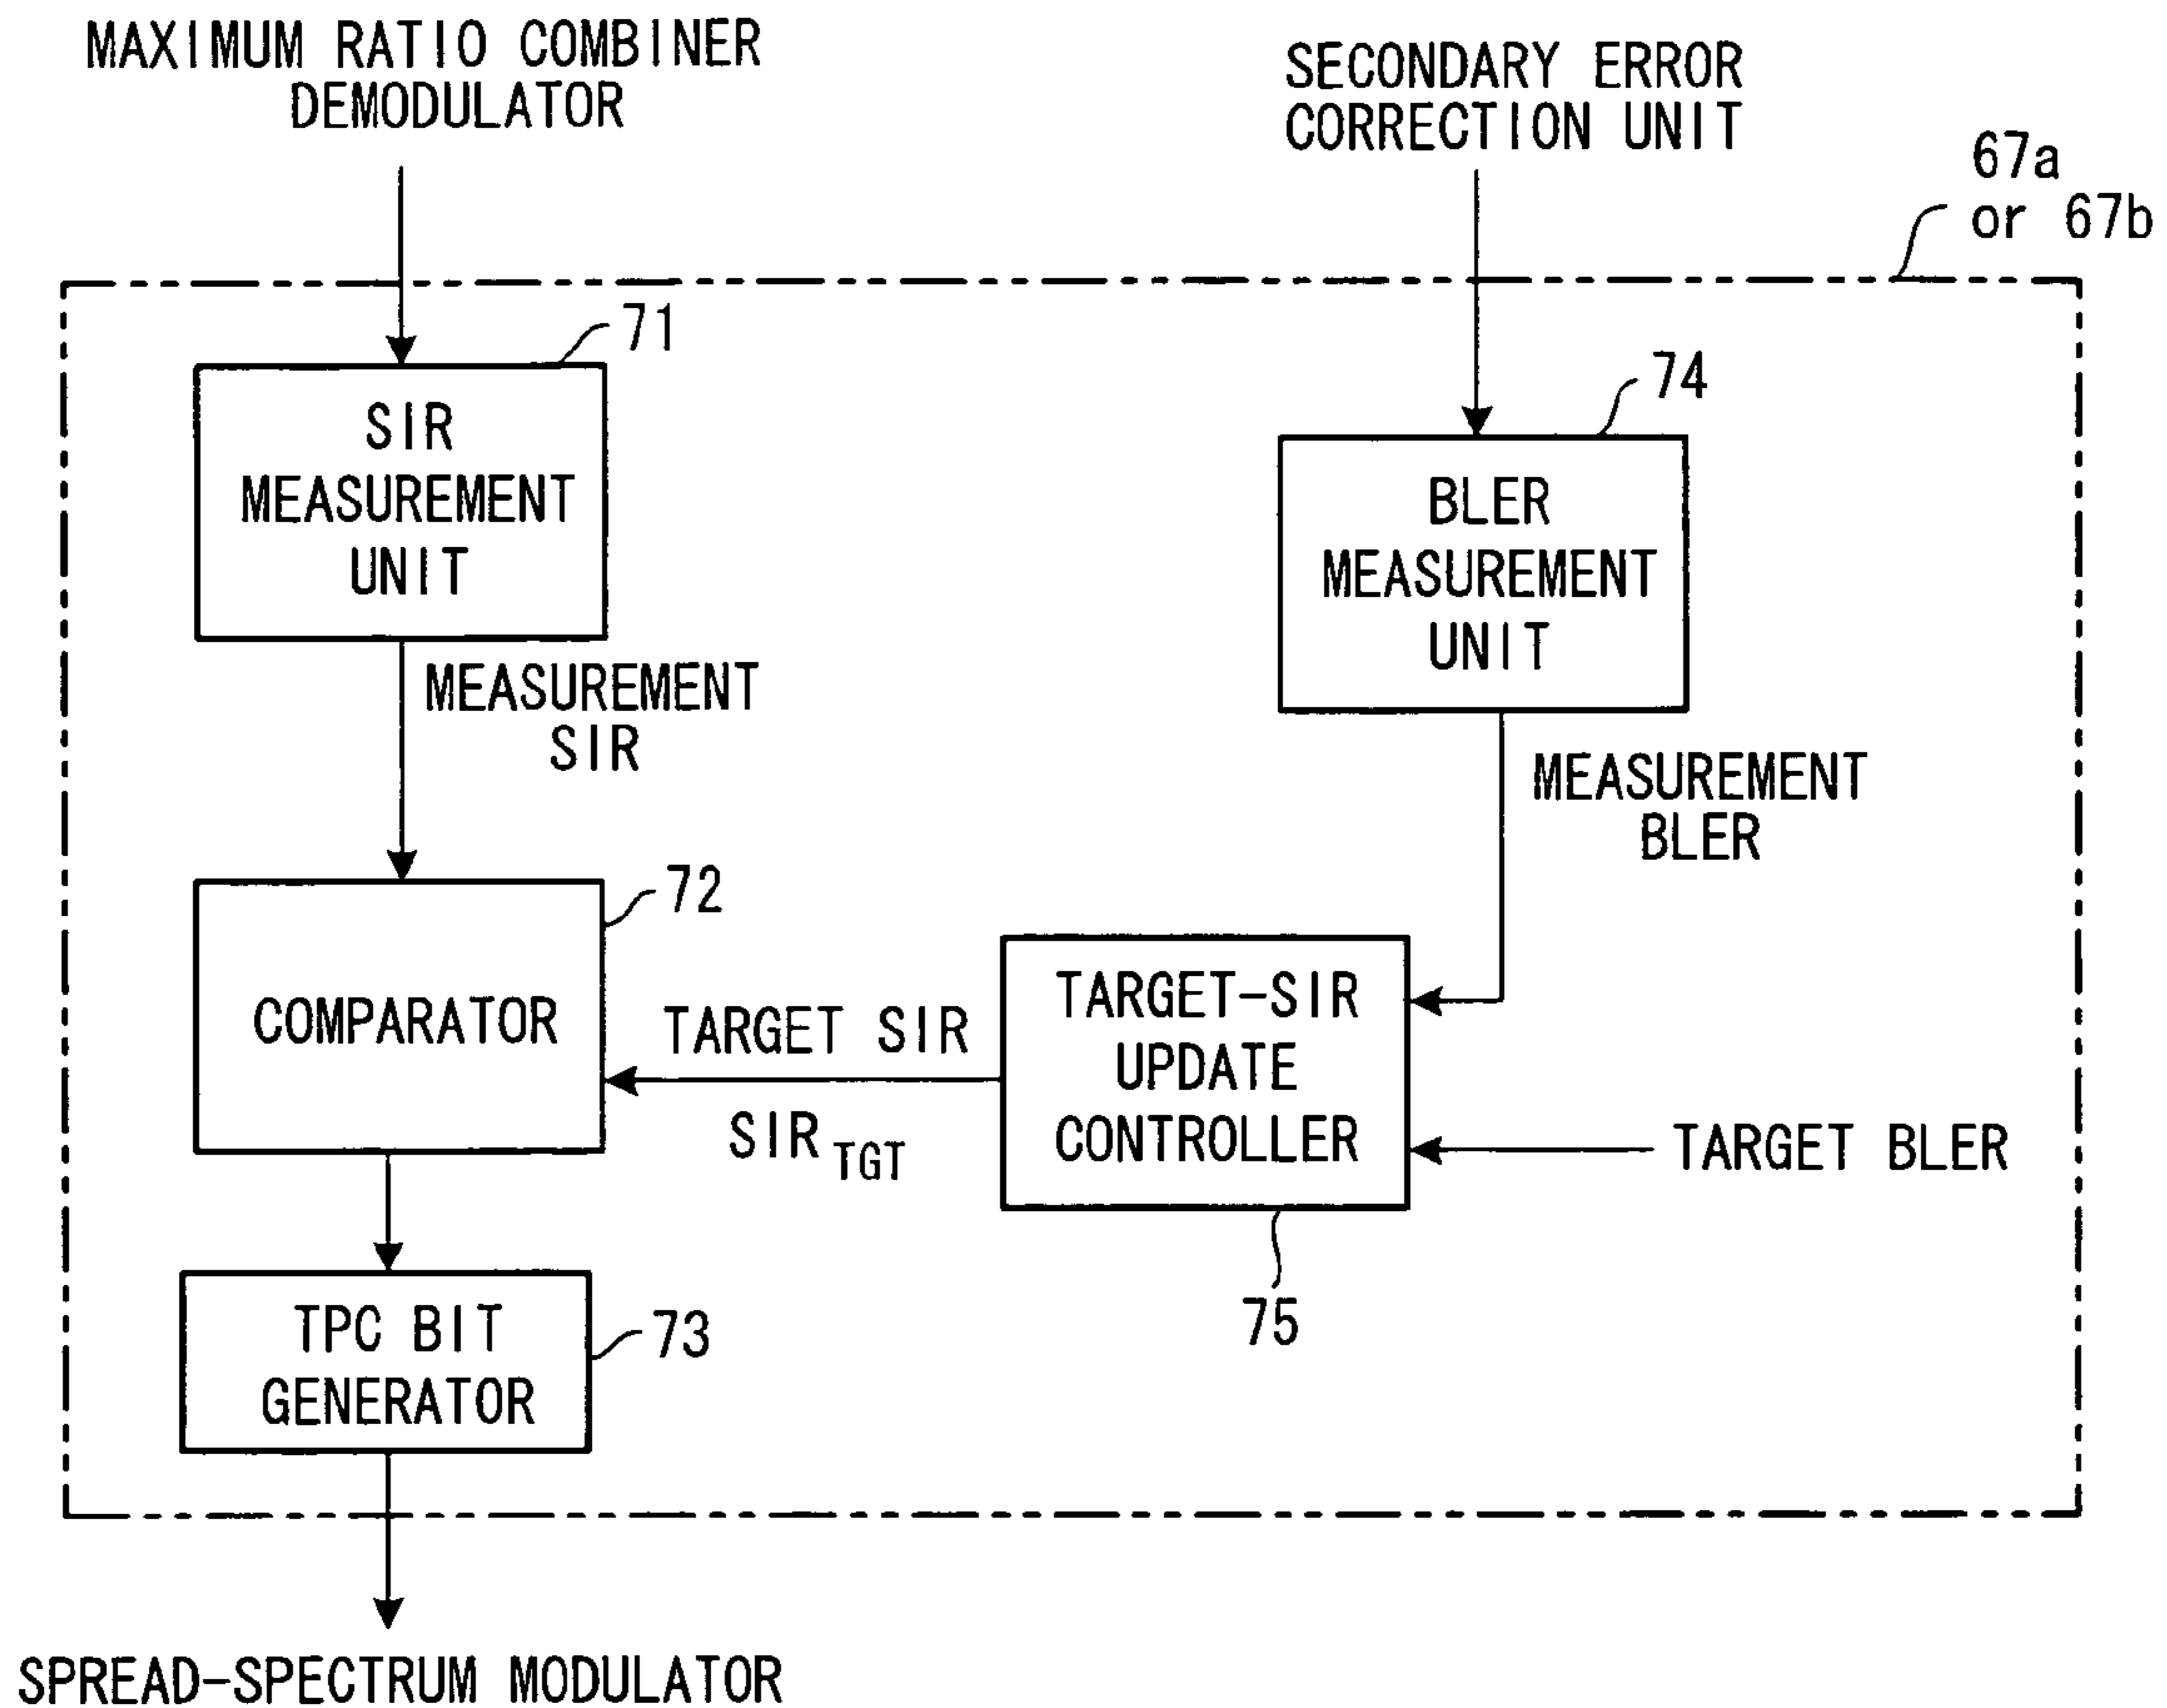 MAXIMUM RATIO COMBINER
DEMODULATOR
SECONDARY ERROR
CORRECTION UNIT
67a
or 67b
71
SIR
MEASUREMENT
UNIT
74
BLER
MEASUREMENT
UNIT
MEASUREMENT
SIR
MEASUREMENT
BLER
72
COMPARATOR
TARGET SIR
SIR TGT
TARGET-SIR
UPDATE
CONTROLLER
TARGET BLER
75
TPC BIT
GENERATOR
73
SPREAD-SPECTRUM MODULATOR